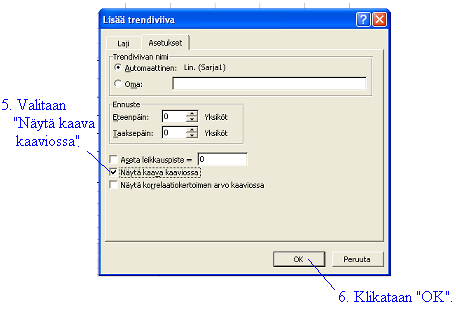 Lisää trendiviiva
?
X
Laji
Asetukset
Trendiviivan nimi
Automaattinen: Lin. (Sarja1)
Oma:
Ennuste
Eteenpäin: 0 Yksiköt
Taaksepäin: 0 Yksiköt
Aseta leikkauspiste = 0
Näytä kaava kaaviossa
Näytä korrelaatiokertoimen arvo kaaviossa
OK
Peruuta
5. Valitaan
"Näytä kaava
kaaviossa".
6. Klikataan "OK".